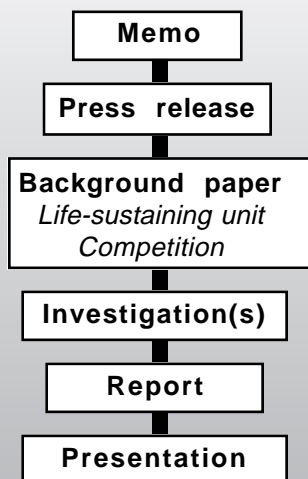 Memo
Press release
Background paper
Life-sustaining unit
Competition
Investigation(s)
Report
Presentation